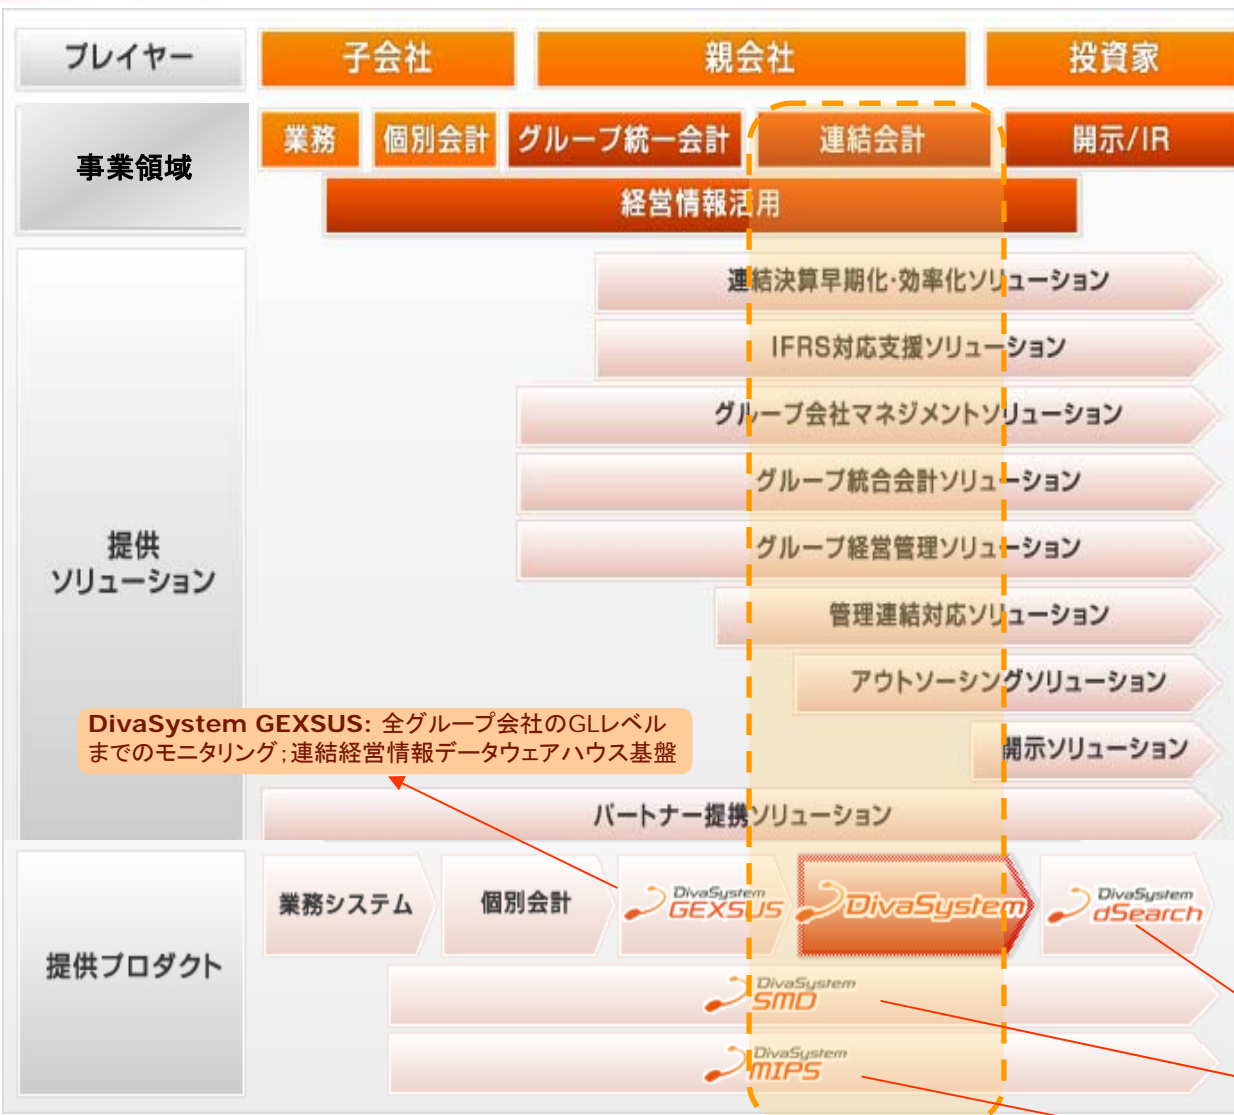 プレイヤー
子会社
親会社
投資家
事業領域
業務
個別会計
グループ統一会計
連結会計
開示/IR
経営情報活用
提供
ソリューション
連結決算早期化・効率化ソリューション
IFRS対応支援ソリューション
グループ会社マネジメントソリューション
グループ統合会計ソリューション
グループ経営管理ソリューション
管理連結対応ソリューション
アウトソーシングソリューション
DivaSystem GEXSUS: 全グループ会社のGLレベル
までのモニタリング;連結経営情報データウェアハウス基盤
開示ソリューション
パートナー提携ソリューション
提供プロダクト
業務システム
個別会計
DivaSystem
GEXSUS
DivaSystem
DivaSystem
dSearch
DivaSystem
SMD
DivaSystem
MIPS